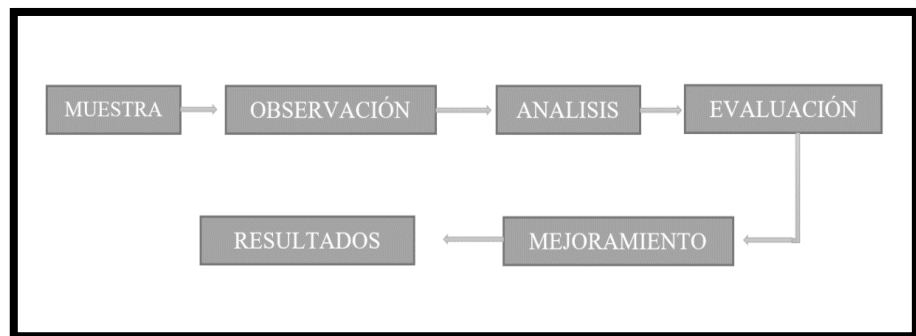 MUESTRA
OBSERVACIÓN
ANALISIS
EVALUACIÓN
MEJORAMIENTO
RESULTADOS